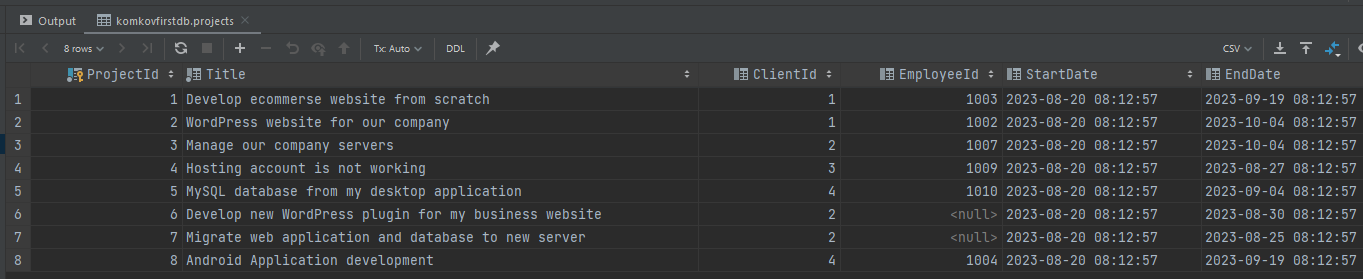 Output komkovfirstdb.projects
8 rows Tx: Auto DDL CSV
ProjectId Title ClientId EmployeeId StartDate EndDate
1 1 Develop ecommerse website from scratch 1 1003 2023-08-20 08:12:57 2023-09-19 08:12:57
2 2 WordPress website for our company 1 1002 2023-08-20 08:12:57 2023-10-04 08:12:57
3 3 Manage our company servers 2 1007 2023-08-20 08:12:57 2023-10-04 08:12:57
4 4 Hosting account is not working 3 1009 2023-08-20 08:12:57 2023-08-27 08:12:57
5 5 MySQL database from my desktop application 4 1010 2023-08-20 08:12:57 2023-09-04 08:12:57
6 6 Develop new WordPress plugin for my business website 2 <null> 2023-08-20 08:12:57 2023-08-30 08:12:57
7 7 Migrate web application and database to new server 2 <null> 2023-08-20 08:12:57 2023-08-25 08:12:57
8 8 Android Application development 4 1004 2023-08-20 08:12:57 2023-09-19 08:12:57